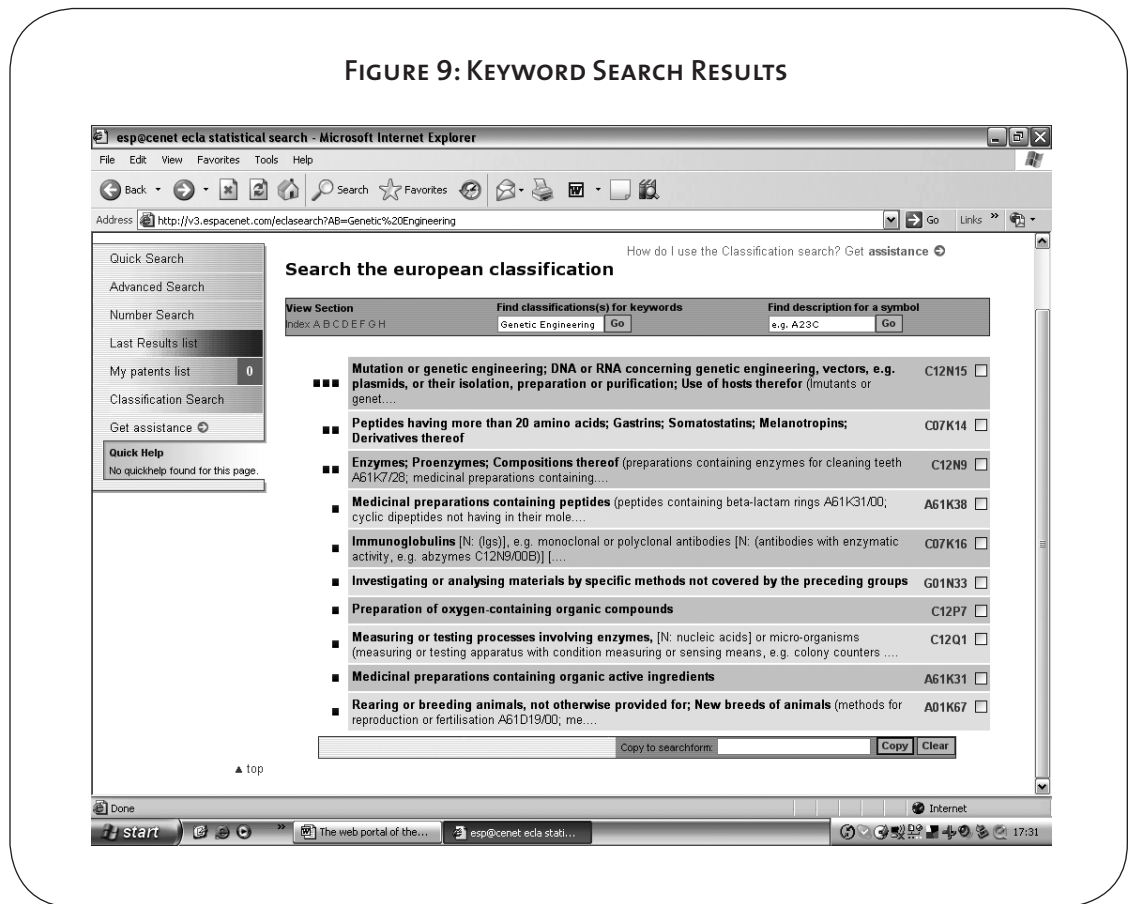 FIGURE 9: KEYWORD SEARCH RESULTS
esp@cenet ecla statistical search - Microsoft Internet Explorer
File Edit View Favorites Tools Help
Back Search Favorites
Address http://v3.espacenet.com/eclasearch?AB=Genetic%20Engineering Go Links »
Quick Search
Advanced Search
Number Search
Last Results list
My patents list 0
Classification Search
Get assistance
Quick Help
No quickhelp found for this page.
How do I use the Classification search? Get assistance
Search the european classification
View Section Find classifications(s) for keywords Find description for a symbol
Index A B C D E F G H Genetic Engineering Go e.g. A23C Go
Mutation or genetic engineering; DNA or RNA concerning genetic engineering, vectors, e.g. C12N15
plasmids, or their isolation, preparation or purification; Use of hosts therefor (lmutants or
genet....
Peptides having more than 20 amino acids; Gastrins; Somatostatins; Melanotropins; C07K14
Derivatives thereof
Enzymes; Proenzymes; Compositions thereof (preparations containing enzymes for cleaning teeth C12N9
A61K7/28; medicinal preparations containing....
Medicinal preparations containing peptides (peptides containing beta-lactam rings A61K31/00; A61K38
cyclic dipeptides not having in their mole....
Immunoglobulins [N: (Igs)], e.g. monoclonal or polyclonal antibodies [N: (antibodies with enzymatic C07K16
activity, e.g. abzymes C12N9/00B)] [....
Investigating or analysing materials by specific methods not covered by the preceding groups G01N33
Preparation of oxygen-containing organic compounds C12P7
Measuring or testing processes involving enzymes, [N: nucleic acids] or micro-organisms C12Q1
(measuring or testing apparatus with condition measuring or sensing means, e.g. colony counters ....
Medicinal preparations containing organic active ingredients A61K31
Rearing or breeding animals, not otherwise provided for; New breeds of animals (methods for A01K67
reproduction or fertilisation A61D19/00; me....
Copy to searchform: Copy Clear
top
Done Internet
start » The web portal of the... esp@cenet ecla stati... 17:31